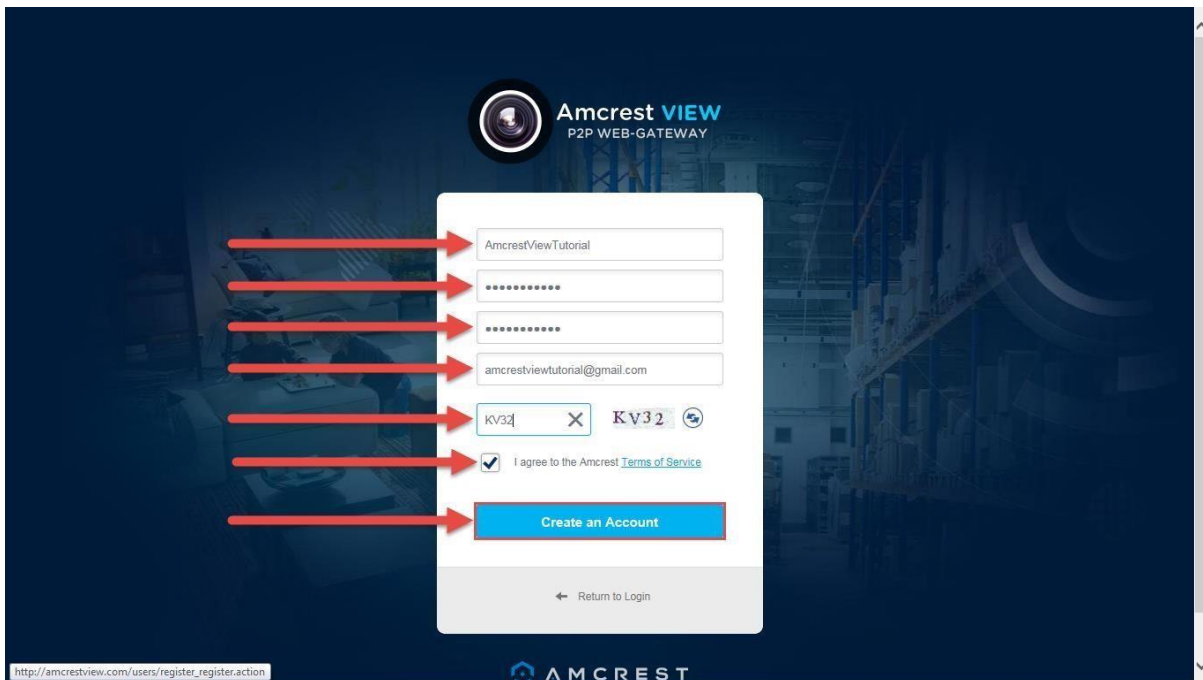 Amcrest VIEW
P2P WEB-GATEWAY
AmcrestViewTutorial
•••••••••••
•••••••••••
amcrestviewtutorial@gmail.com
KV32 KV32
I agree to the Amcrest Terms of Service
Create an Account
Return to Login
http://amcrestview.com/users/register_register.action
AMCREST